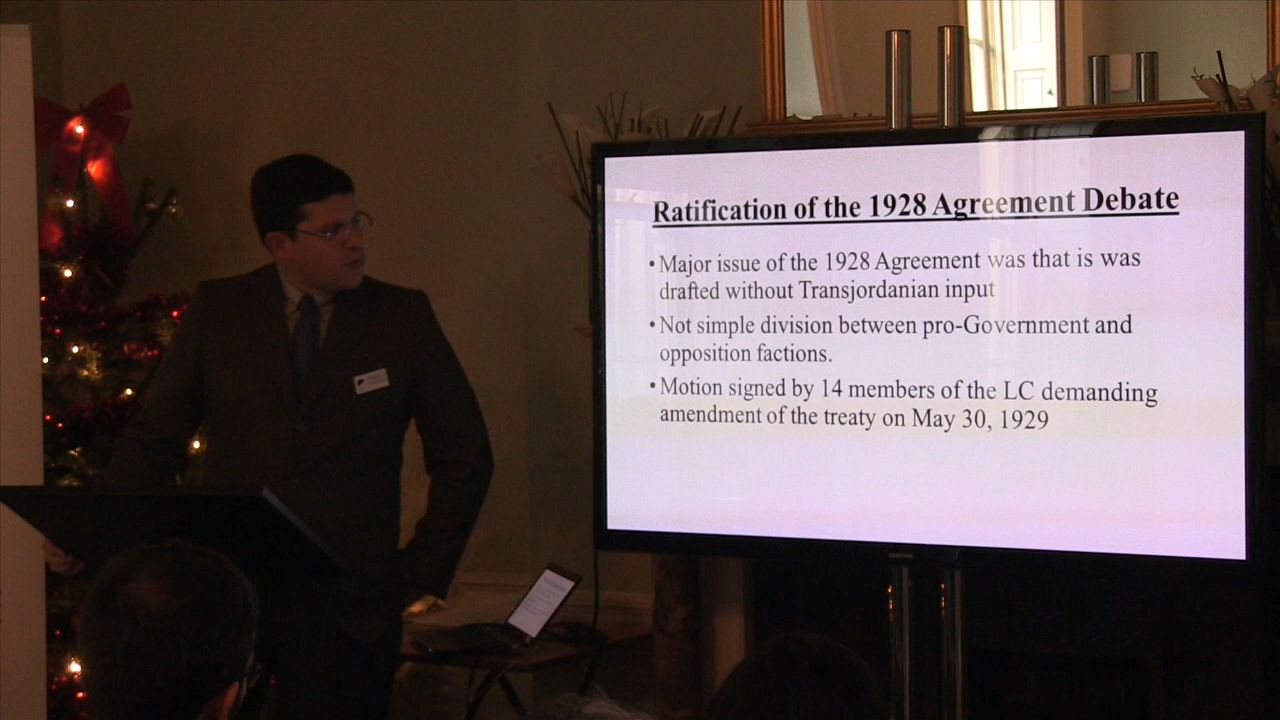 Ratification of the 1928 Agreement Debate
• Major issue of the 1928 Agreement was that is was
drafted without Transjordanian input
• Not simple division between pro-Government and
opposition factions.
• Motion signed by 14 members of the LC demanding
amendment of the treaty on May 30, 1929
SAMSUNG